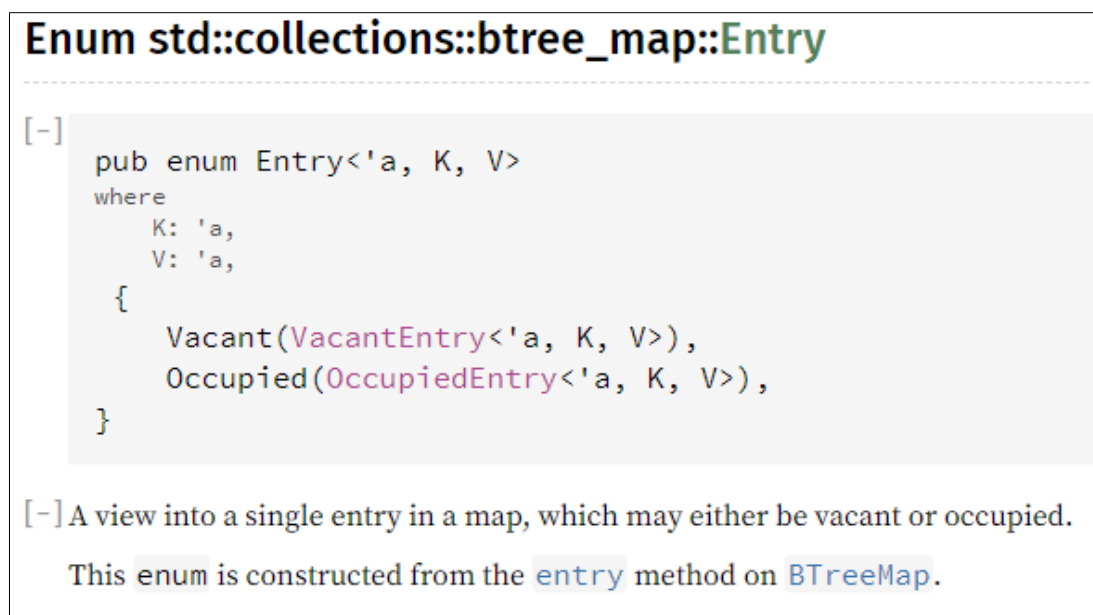 Enum std::collections::btree_map::Entry
[-]
pub enum Entry<'a, K, V>
where
    K: 'a,
    V: 'a,
 {
    Vacant(VacantEntry<'a, K, V>),
    Occupied(OccupiedEntry<'a, K, V>),
}
[-] A view into a single entry in a map, which may either be vacant or occupied.
This enum is constructed from the entry method on BTreeMap.